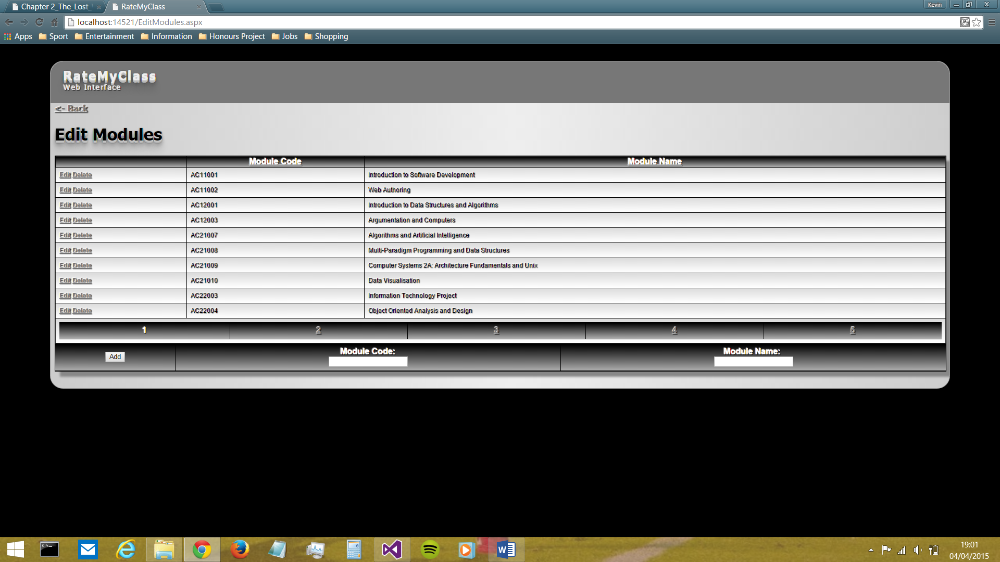 Chapter 2_The_Lost_
RateMyClass
Kevin
localhost:14521/EditModules.aspx
Apps Sport Entertainment Information Honours Project Jobs Shopping
RateMyClass
Web Interface
<- Back
Edit Modules
Module Code Module Name
Edit Delete AC11001 Introduction to Software Development
Edit Delete AC11002 Web Authoring
Edit Delete AC12001 Introduction to Data Structures and Algorithms
Edit Delete AC12003 Argumentation and Computers
Edit Delete AC21007 Algorithms and Artificial Intelligence
Edit Delete AC21008 Multi-Paradigm Programming and Data Structures
Edit Delete AC21009 Computer Systems 2A: Architecture Fundamentals and Unix
Edit Delete AC21010 Data Visualisation
Edit Delete AC22003 Information Technology Project
Edit Delete AC22004 Object Oriented Analysis and Design
1 2 3 4 5
Add Module Code: Module Name:
19:01
04/04/2015